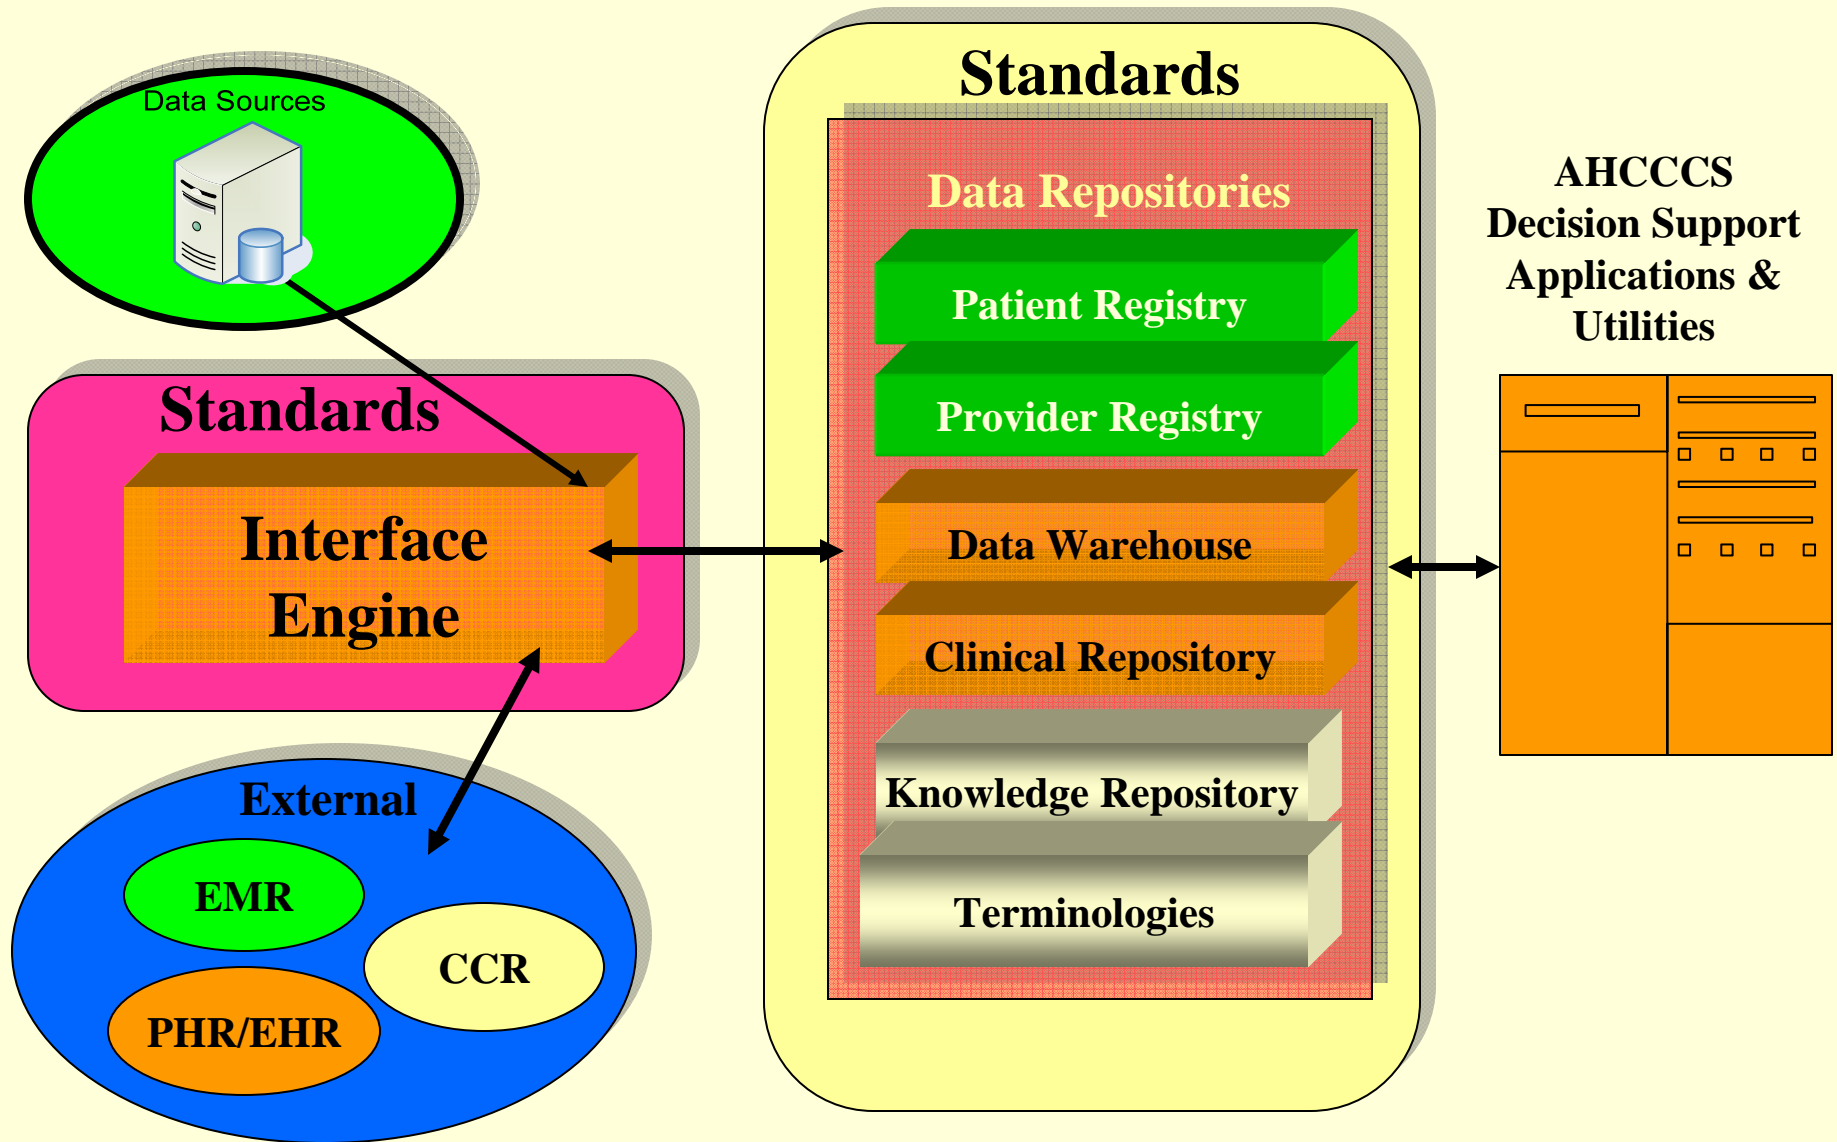 Data Sources
Standards
Interface
Engine
External
EMR
CCR
PHR/EHR
Standards
Data Repositories
Patient Registry
Provider Registry
Data Warehouse
Clinical Repository
Knowledge Repository
Terminologies
AHCCCS
Decision Support
Applications &
Utilities